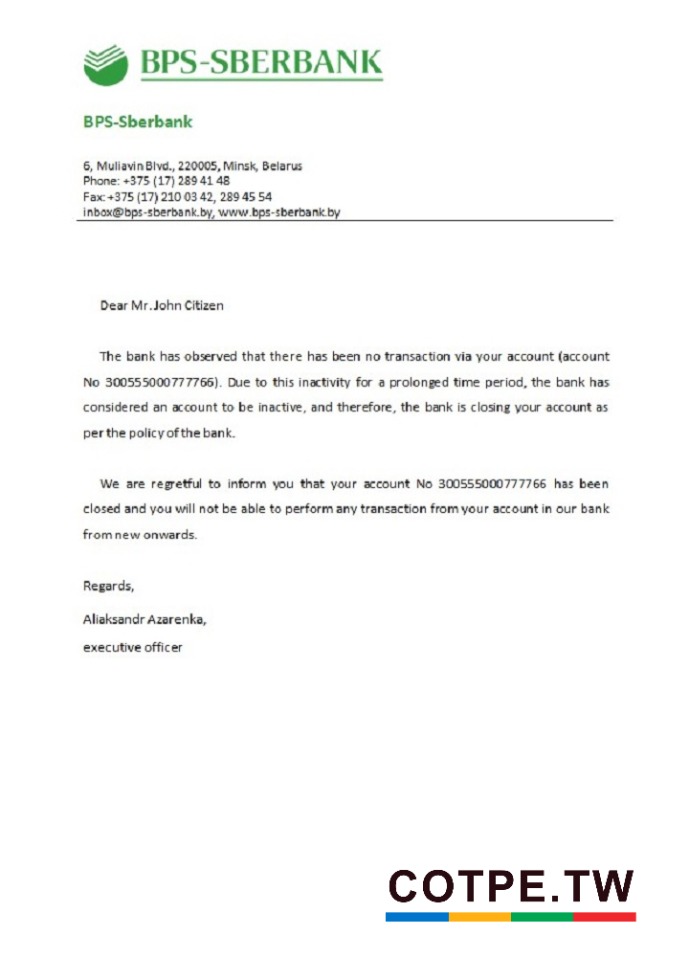 BPS-SBERBANK
BPS-Sberbank
6, Muliavin Blvd., 220005, Minsk, Belarus
Phone: +375 (17) 289 41 48
Fax:+375 (17) 210 03 42, 289 45 54
inbox@bps-sberbank.by, www.bps-sberbank.by
Dear Mr. John Citizen
The bank has observed that there has been no transaction via your account (account
No 300555000777766). Due to this inactivity for a prolonged time period, the bank has
considered an account to be inactive, and therefore, the bank is closing your account as
per the policy of the bank.
We are regretful to inform you that your account No 300555000777766 has been
closed and you will not be able to perform any transaction from your account in our bank
from new onwards.
Regards,
Aliaksandr Azarenka,
executive officer
COTPE.TW